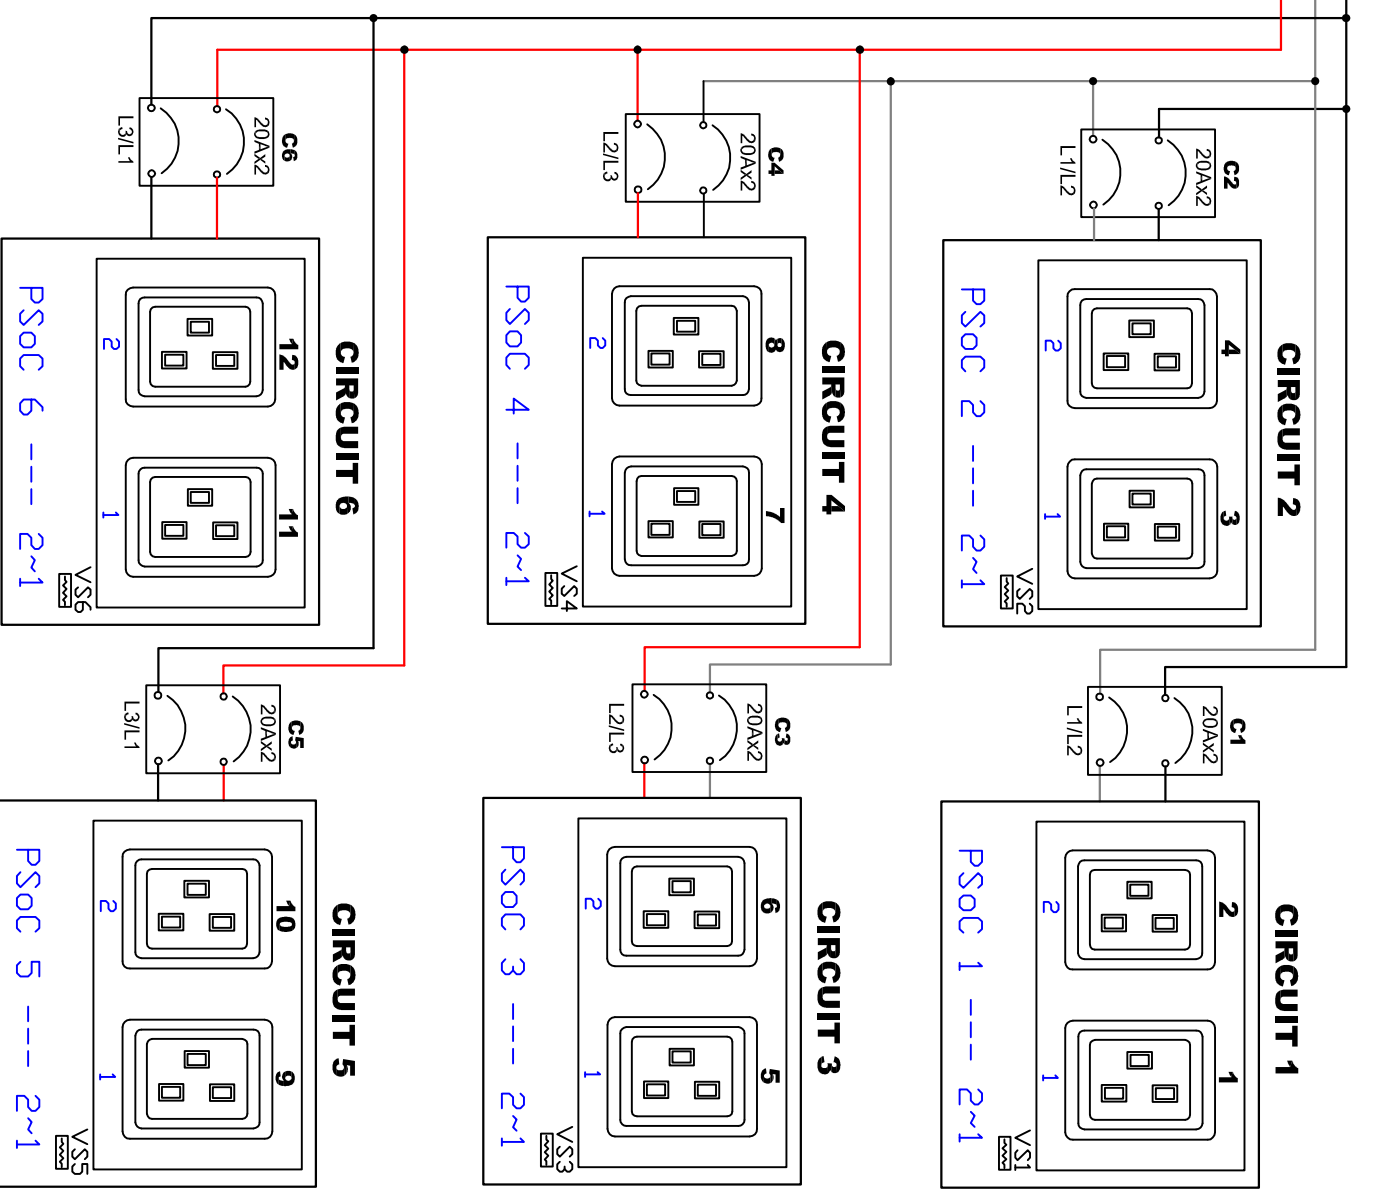 C2
20Ax2
L1/L2
CIRCUIT 2
4
3
2
1
VS2
PSoC 2 --- 2~1
C1
20Ax2
L1/L2
CIRCUIT 1
2
1
2
1
VS1
PSoC 1 --- 2~1
C4
20Ax2
L2/L3
CIRCUIT 4
8
7
2
1
VS4
PSoC 4 --- 2~1
C3
20Ax2
L2/L3
CIRCUIT 3
6
5
2
1
VS3
PSoC 3 --- 2~1
C6
20Ax2
L3/L1
CIRCUIT 6
12
11
2
1
VS6
PSoC 6 --- 2~1
C5
20Ax2
L3/L1
CIRCUIT 5
10
9
2
1
VS5
PSoC 5 --- 2~1